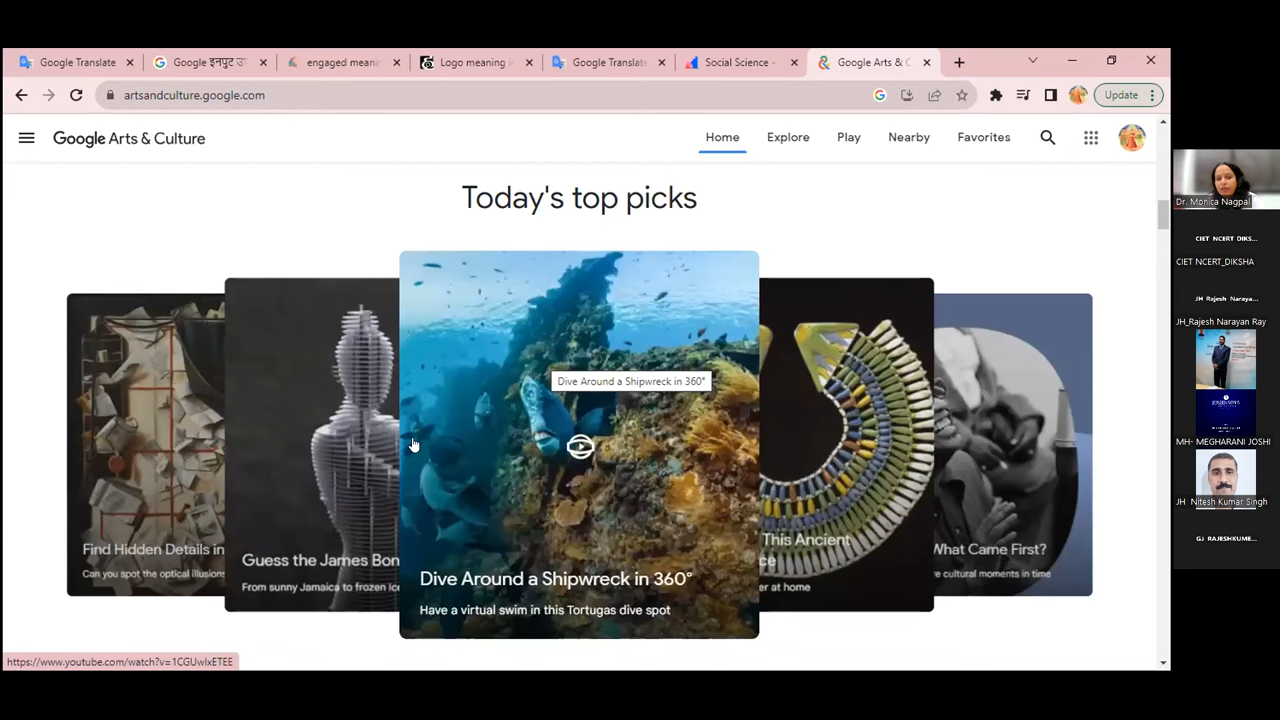 Google Translate
Google इनपुट उप
engaged meani
Logo meaning i
Google Translate
Social Science -
Google Arts & C
artsandculture.google.com
Update
Google Arts & Culture
Home
Explore
Play
Nearby
Favorites
Today's top picks
Dive Around a Shipwreck in 360°
Find Hidden Details in
Can you spot the optical illusions
Guess the James Bon
From sunny Jamaica to frozen Ice
Dive Around a Shipwreck in 360°
Have a virtual swim in this Tortugas dive spot
This Ancient
ce
er at home
What Came First?
e cultural moments in time
https://www.youtube.com/watch?v=1CGUwIxETEE
Dr. Monica Nagpal
CIET NCERT DIKS...
CIET NCERT_DIKSHA
JH_Rajesh Naraya...
JH_Rajesh Narayan Ray
MH- MEGHARANI JOSHI
JH Nitesh Kumar Singh
GJ RAJESHKUME...